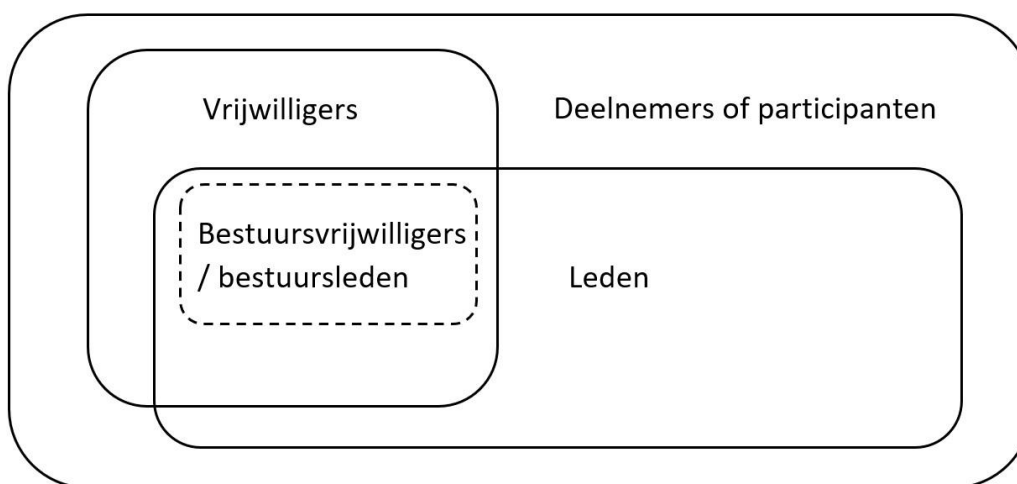 Vrijwilligers
Deelnemers of participanten
Bestuursvrijwilligers
/ bestuursleden
Leden